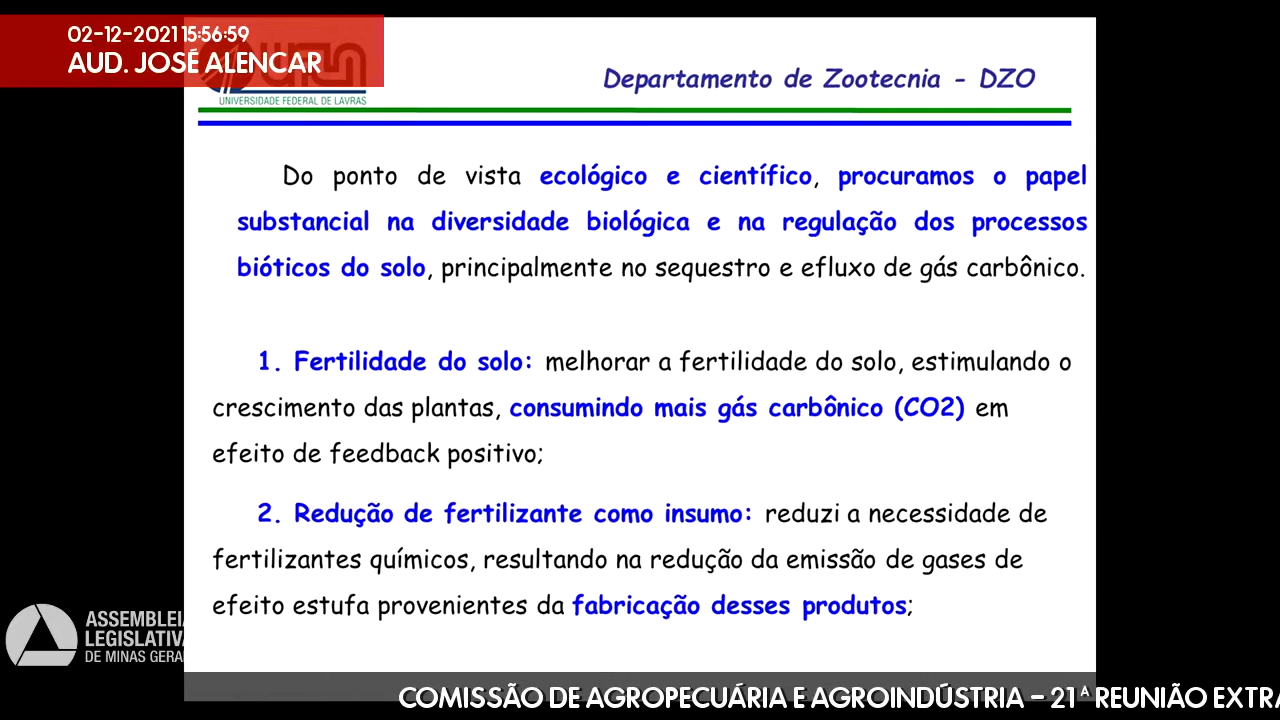 02-12-2021 15:56:59
AUD. JOSÉ ALENCAR
UNIVERSIDADE FEDERAL DE LAVRAS
Departamento de Zootecnia - DZO
Do ponto de vista ecológico e científico, procuramos o papel
substancial na diversidade biológica e na regulação dos processos
bióticos do solo, principalmente no sequestro e efluxo de gás carbônico.
1. Fertilidade do solo: melhorar a fertilidade do solo, estimulando o
crescimento das plantas, consumindo mais gás carbônico (CO2) em
efeito de feedback positivo;
2. Redução de fertilizante como insumo: reduzi a necessidade de
fertilizantes químicos, resultando na redução da emissão de gases de
efeito estufa provenientes da fabricação desses produtos;
ASSEMBLEIA
LEGISLATIVA
DE MINAS GERAI
COMISSÃO DE AGROPECUÁRIA E AGROINDÚSTRIA - 21ª REUNIÃO EXTRA